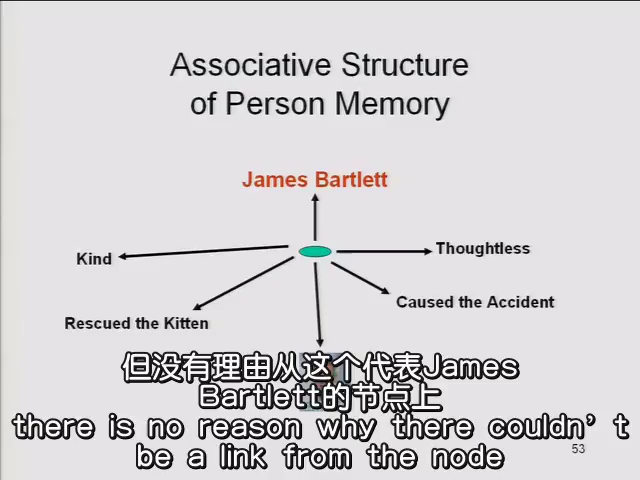 Associative Structure
of Person Memory
James Bartlett
Kind
Thoughtless
Rescued the Kitten
Caused the Accident
但没有理由从这个代表James
Bartlett的节点上
there is no reason why there couldn't
be a link from the node
53